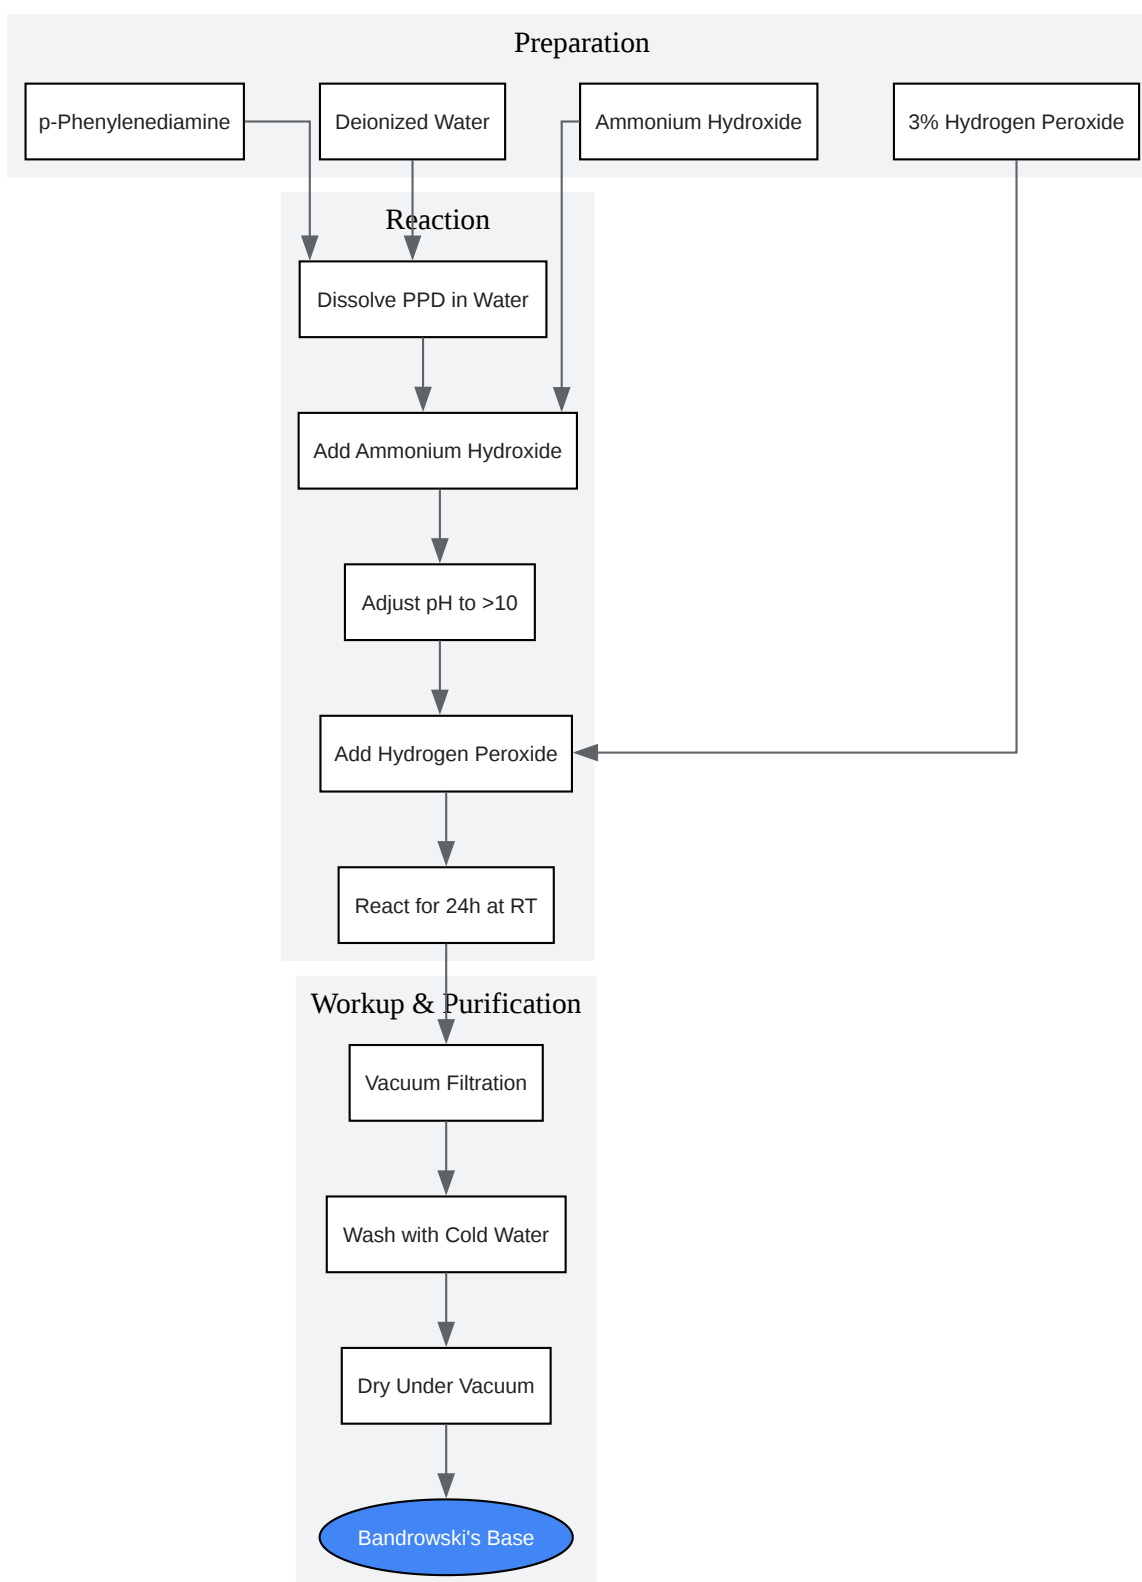 Preparation
p-Phenylenediamine
Deionized Water
Ammonium Hydroxide
3% Hydrogen Peroxide
Reaction
Dissolve PPD in Water
Add Ammonium Hydroxide
Adjust pH to >10
Add Hydrogen Peroxide
React for 24h at RT
Workup & Purification
Vacuum Filtration
Wash with Cold Water
Dry Under Vacuum
Bandrowski's Base